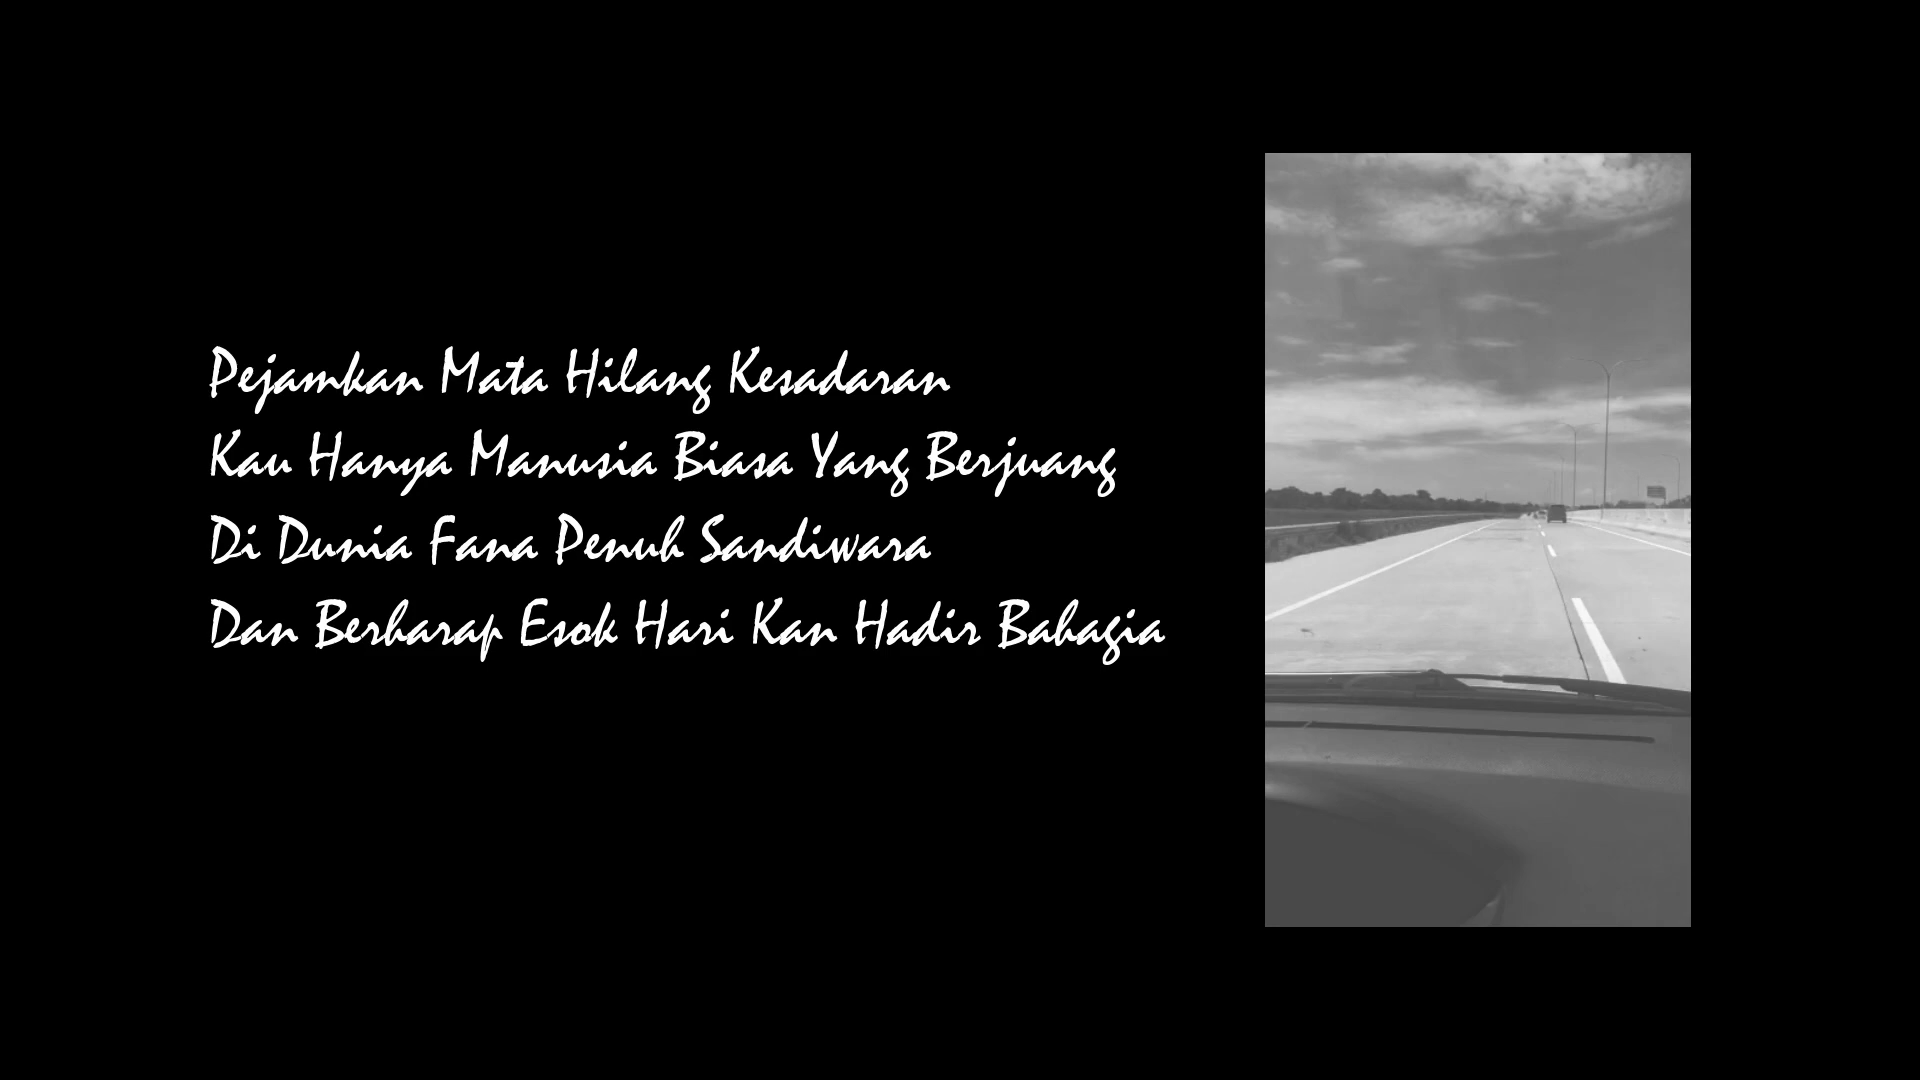 Pejamkan Mata Hilang Kesadaran
Kau Hanya Manusia Biasa Yang Berjuang
Di Dunia Fana Penuh Sandiwara
Dan Berharap Esok Hari Kan Hadir Bahagia